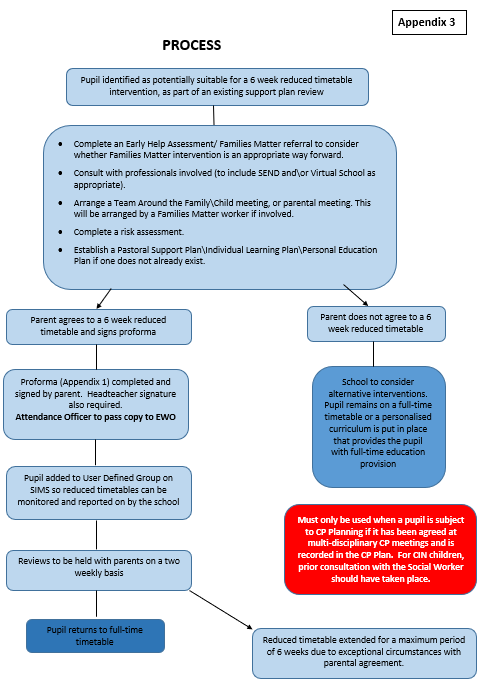 Appendix 3
PROCESS
Pupil identified as potentially suitable for a 6 week reduced timetable
intervention, as part of an existing support plan review
• Complete an Early Help Assessment/ Families Matter referral to consider
whether Families Matter intervention is an appropriate way forward.
• Consult with professionals involved (to include SEND and\or Virtual School as
appropriate).
• Arrange a Team Around the Family\Child meeting, or parental meeting. This
will be arranged by a Families Matter worker if involved.
• Complete a risk assessment.
• Establish a Pastoral Support Plan\Individual Learning Plan\Personal Education
Plan if one does not already exist.
Parent agrees to a 6 week reduced
timetable and signs proforma
Parent does not agree to a 6
week reduced timetable
Proforma (Appendix 1) completed and
signed by parent. Headteacher signature
also required.
Attendance Officer to pass copy to EWO
School to consider
alternative interventions.
Pupil remains on a full-time
timetable or a personalised
curriculum is put in place
that provides the pupil
with full-time education
provision
Pupil added to User Defined Group on
SIMS so reduced timetables can be
monitored and reported on by the school
Must only be used when a pupil is subject
to CP Planning if it has been agreed at
multi-disciplinary CP meetings and is
recorded in the CP Plan. For CIN children,
prior consultation with the Social Worker
should have taken place.
Reviews to be held with parents on a two
weekly basis
Pupil returns to full-time
timetable
Reduced timetable extended for a maximum period
of 6 weeks due to exceptional circumstances with
parental agreement.